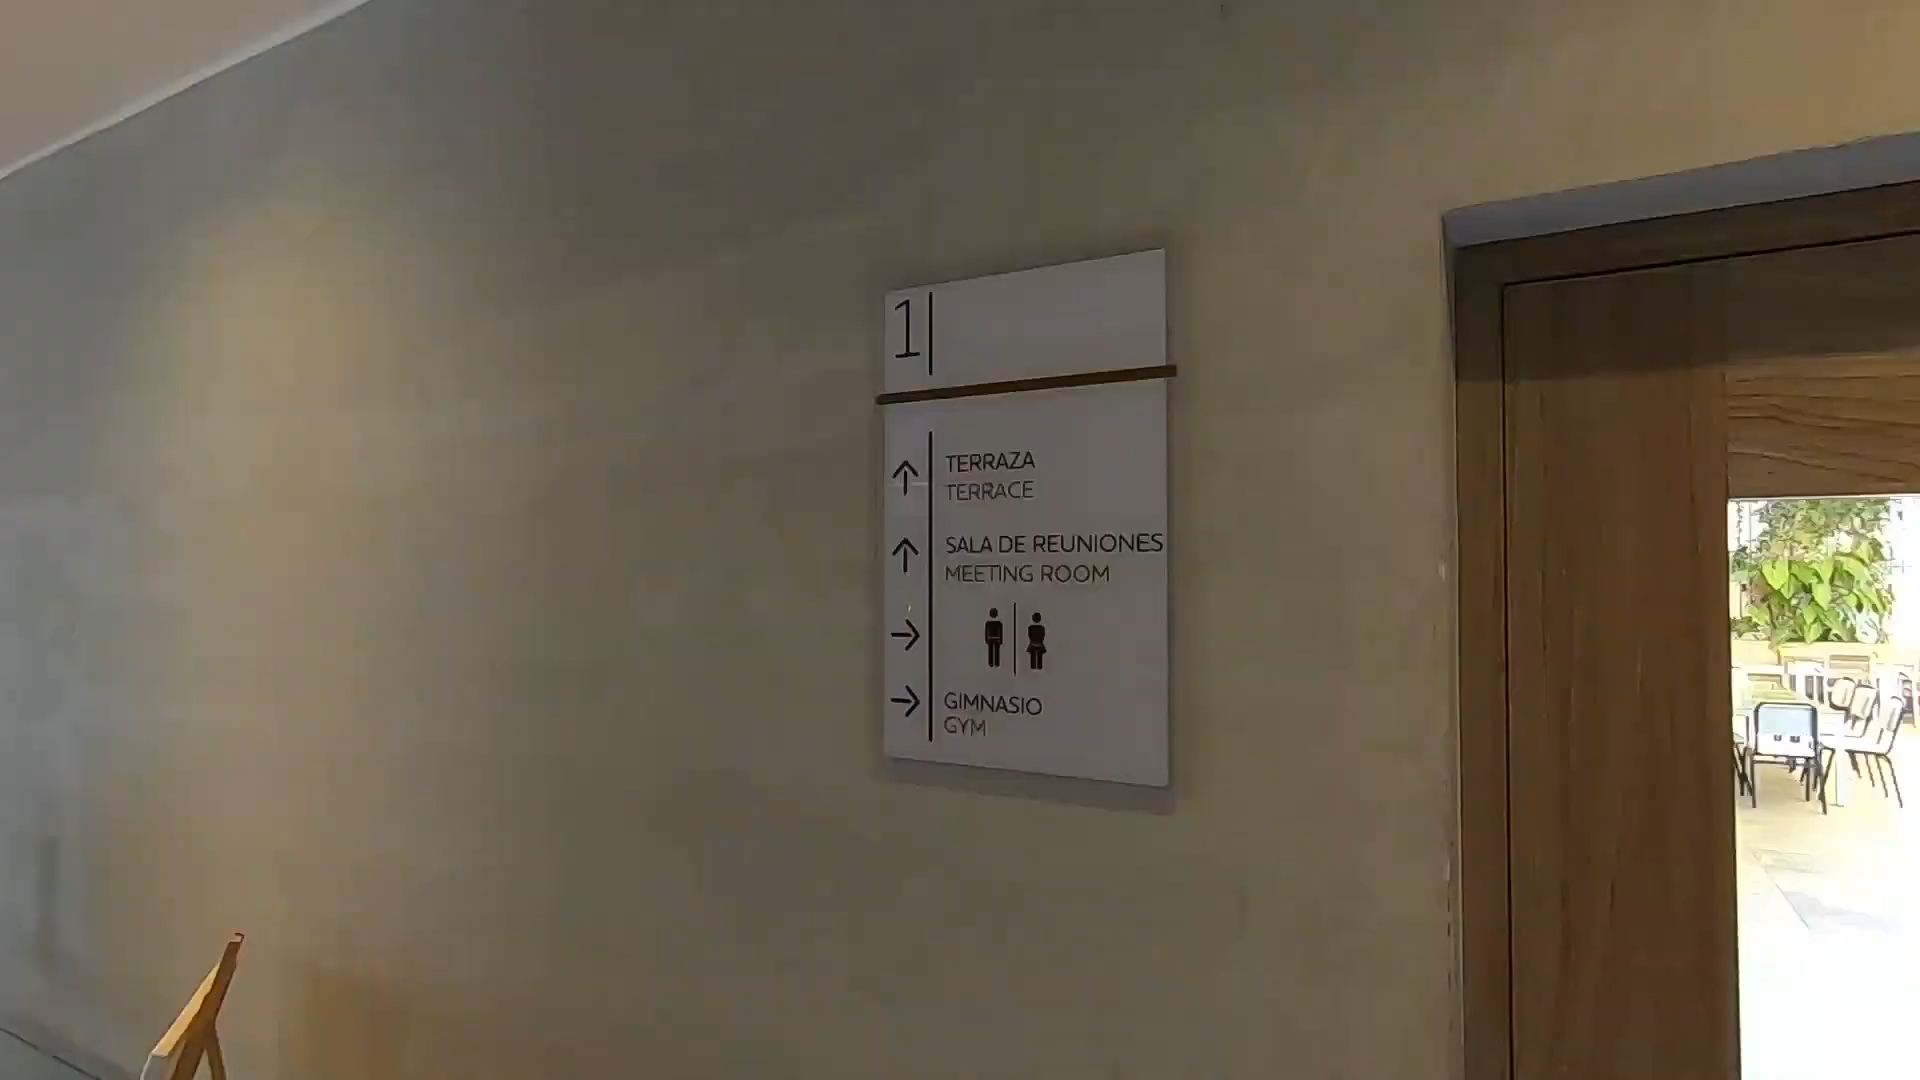 1
TERRAZA
TERRACE
SALA DE REUNIONES
MEETING ROOM
GIMNASIO
GYM